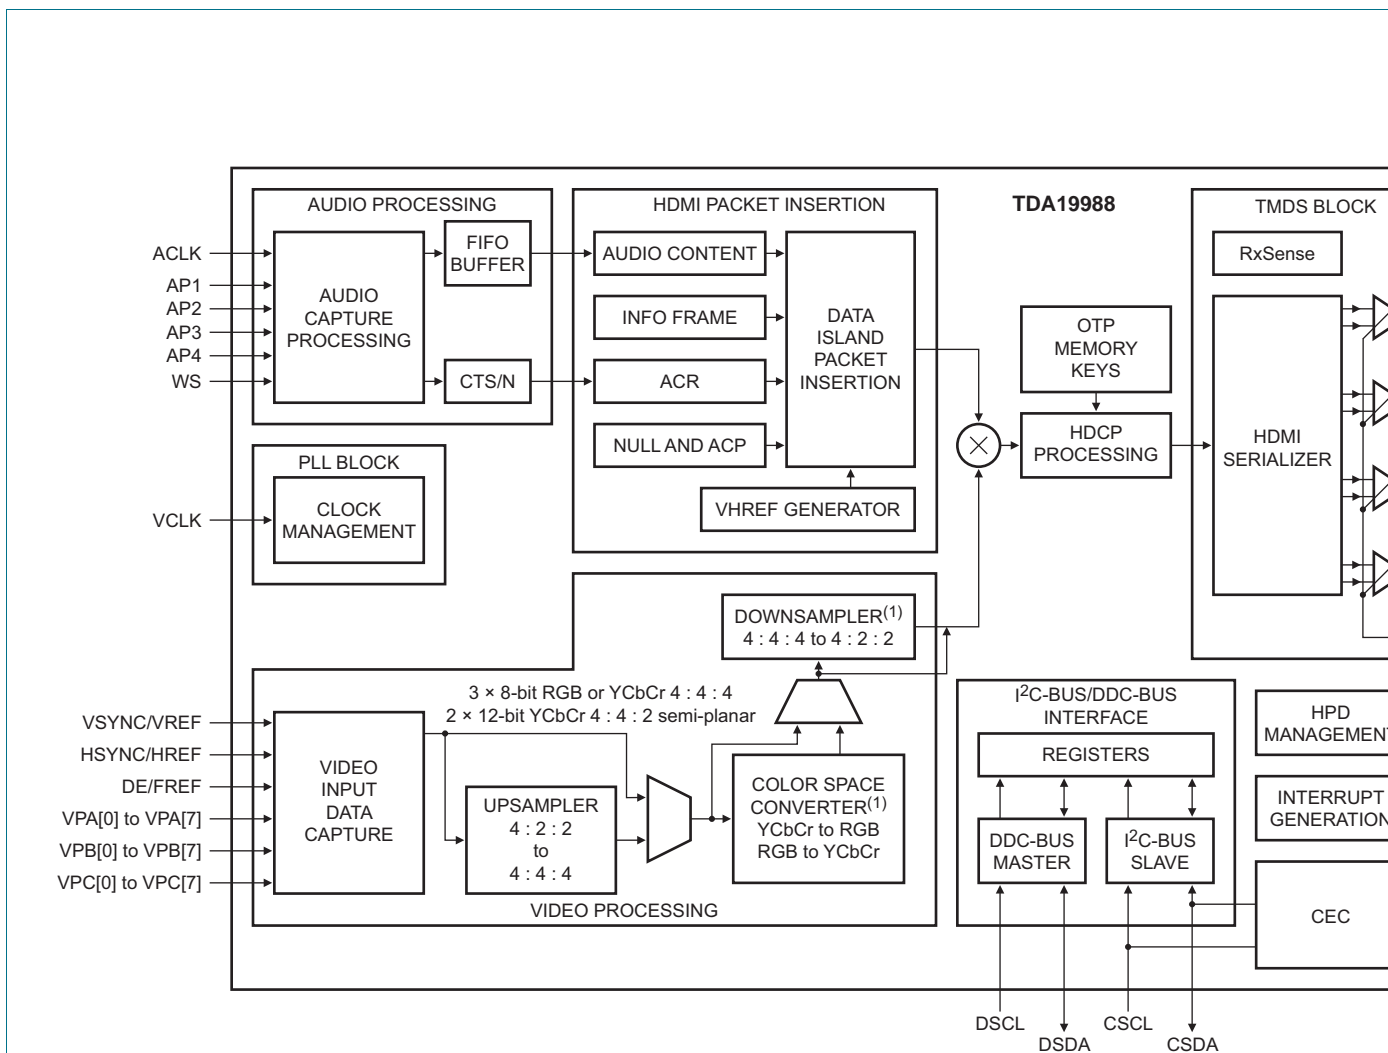 TDA19988
AUDIO PROCESSING
ACLK
AP1
AP2
AP3
AP4
WS
AUDIO
CAPTURE
PROCESSING
FIFO
BUFFER
CTS/N
HDMI PACKET INSERTION
AUDIO CONTENT
INFO FRAME
ACR
NULL AND ACP
DATA
ISLAND
PACKET
INSERTION
VHREF GENERATOR
OTP
MEMORY
KEYS
HDCP
PROCESSING
TMDS BLOCK
RxSense
HDMI
SERIALIZER
PLL BLOCK
VCLK
CLOCK
MANAGEMENT
DOWNSAMPLER(1)
4 : 4 : 4 to 4 : 2 : 2
3 × 8-bit RGB or YCbCr 4 : 4 : 4
2 × 12-bit YCbCr 4 : 4 : 2 semi-planar
VSYNC/VREF
HSYNC/HREF
DE/FREF
VPA[0] to VPA[7]
VPB[0] to VPB[7]
VPC[0] to VPC[7]
VIDEO
INPUT
DATA
CAPTURE
UPSAMPLER
4 : 2 : 2
to
4 : 4 : 4
COLOR SPACE
CONVERTER(1)
YCbCr to RGB
RGB to YCbCr
VIDEO PROCESSING
I2C-BUS/DDC-BUS
INTERFACE
REGISTERS
DDC-BUS
MASTER
I2C-BUS
SLAVE
HPD
MANAGEMENT
INTERRUPT
GENERATION
CEC
DSCL
DSDA
CSCL
CSDA